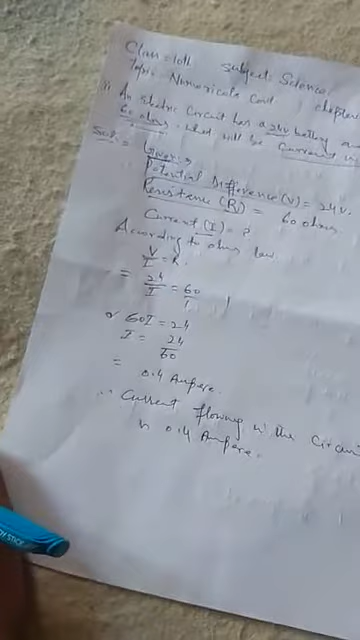 Class = 10th Subject Science.
Topic Numericals Cont chapter
An Electric Circuit has a 24V battery and
60 ohms. What will be Current in
Sol. = Given,
Potential Difference (V) = 24V.
Resistance (R) = 60 ohms
Current (I) = ?
According to ohms law.
V/I = R.
= 24/I = 60/1
or 60I = 24
I = 24/60
= 0.4 Ampere.
∴ Current flowing in the Circuit
is 0.4 Ampere.